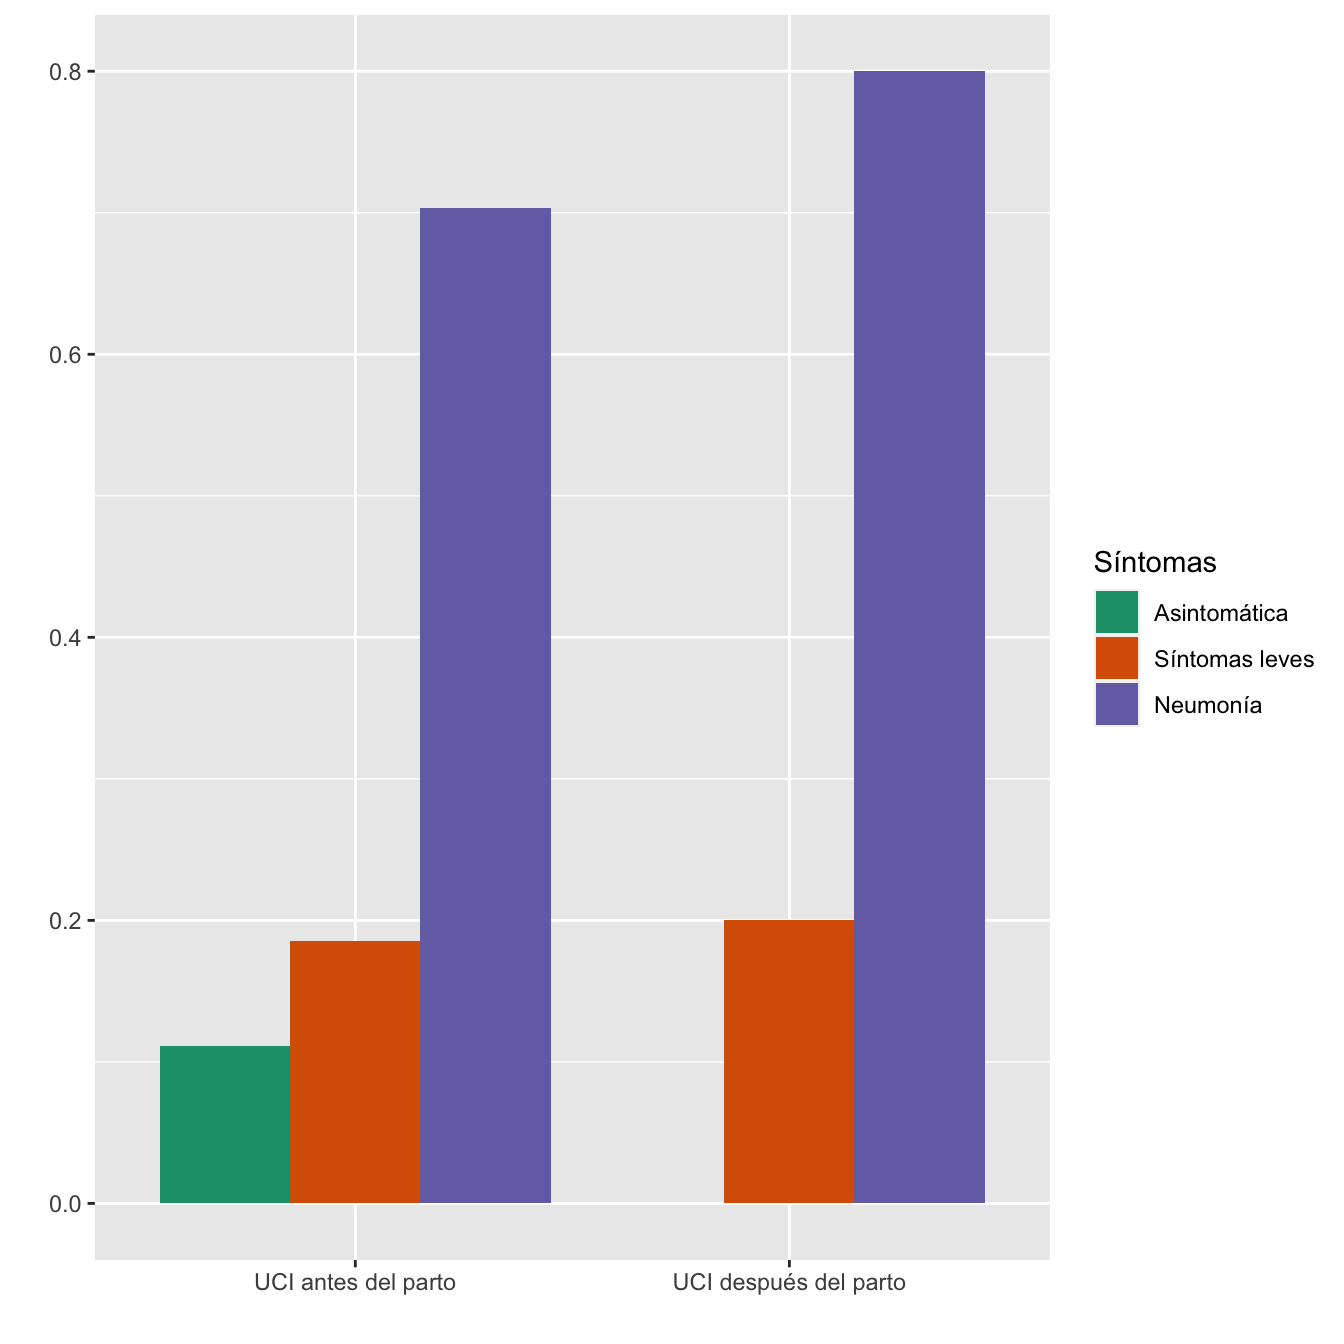 0.8
0.6
0.4
0.2
0.0
UCI antes del parto
UCI después del parto
Síntomas
Asintomática
Síntomas leves
Neumonía